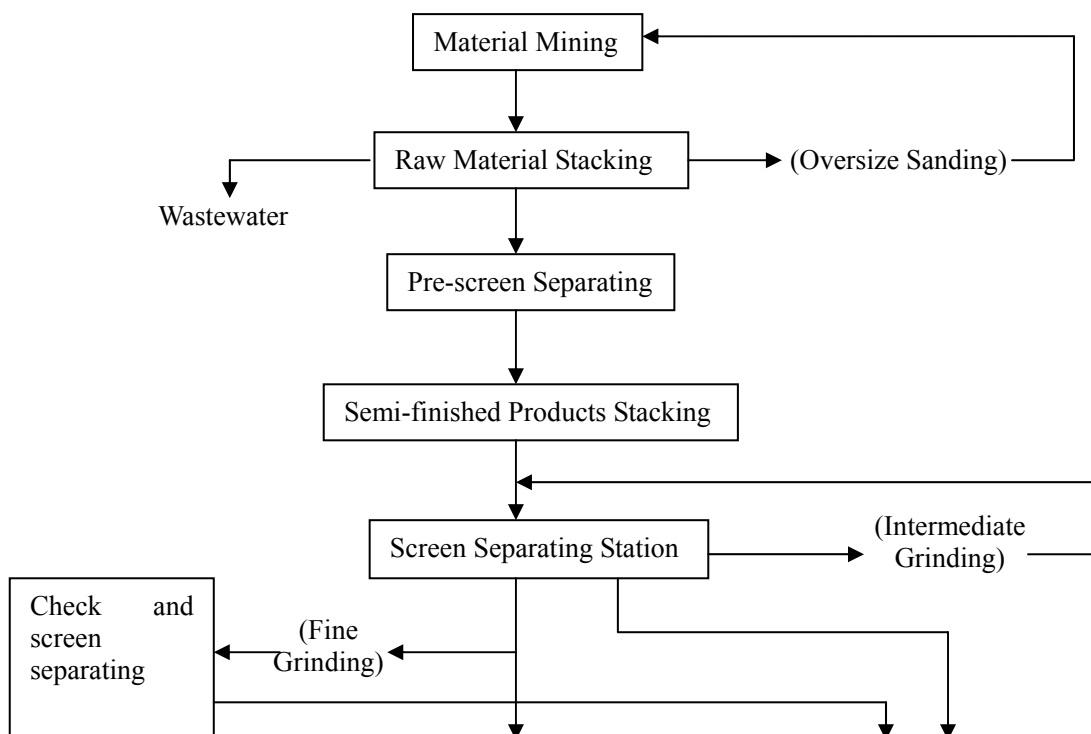 Material Mining
Raw Material Stacking
(Oversize Sanding)
Wastewater
Pre-screen Separating
Semi-finished Products Stacking
Screen Separating Station
(Intermediate
Grinding)
Check and
screen
separating
(Fine
Grinding)